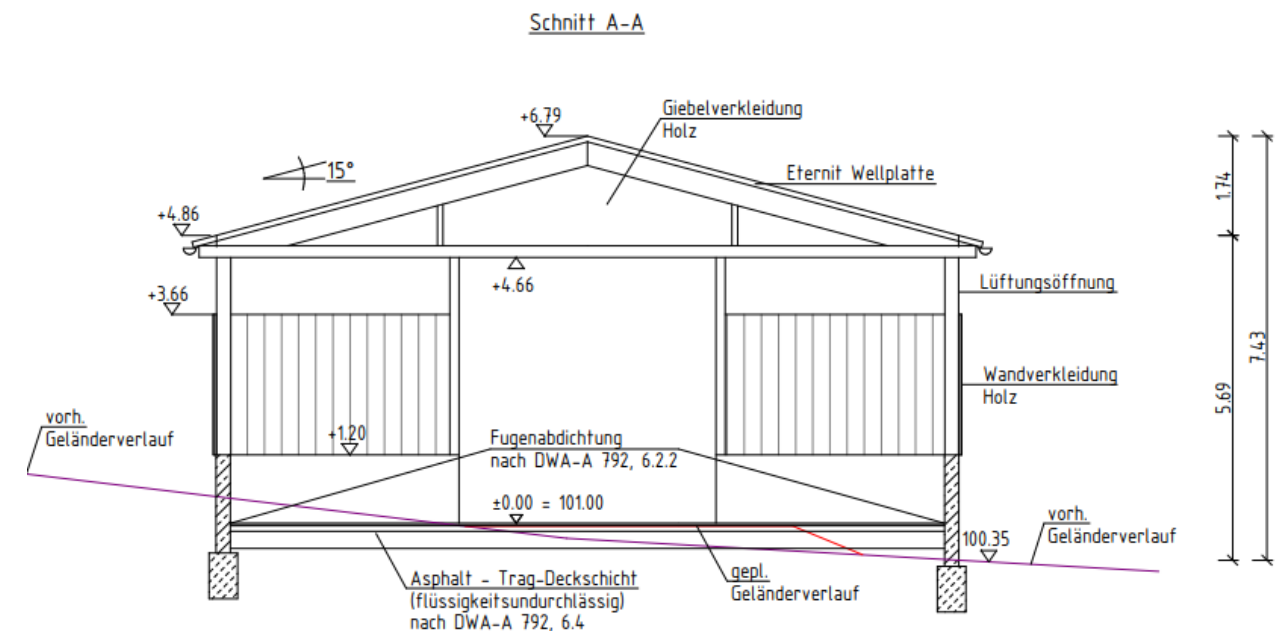 Schnitt A-A
+6.79
Giebelverkleidung
Holz
15°
Eternit Wellplatte
1.74
+4.86
+4.66
Lüftungsöffnung
+3.66
7.43
5.69
Wandverkleidung
Holz
vorh.
Geländerverlauf
+1.20
Fugenabdichtung
nach DWA-A 792, 6.2.2
±0.00 = 101.00
100.35
vorh.
Geländerverlauf
Asphalt - Trag-Deckschicht
(flüssigkeitsundurchlässig)
nach DWA-A 792, 6.4
gepl.
Geländerverlauf